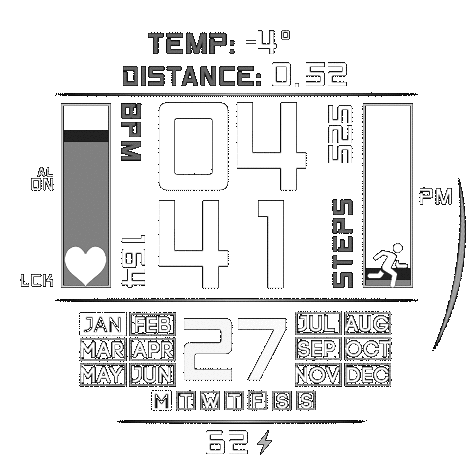 TEMP: -4°
DISTANCE: 0.52
BPM 164
04
41
525 STEPS
AL ON
LCK
PM
JAN FEB
MAR APR
MAY JUN
27
JUL AUG
SEP OCT
NOV DEC
M T W T F S S
62